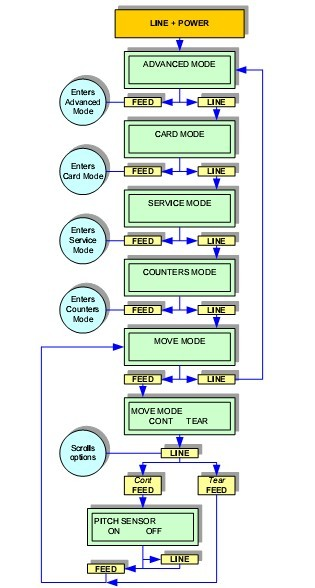 LINE + POWER
ADVANCED MODE
Enters
Advanced
Mode
FEED
LINE
CARD MODE
Enters
Card Mode
FEED
LINE
SERVICE MODE
Enters
Service
Mode
FEED
LINE
COUNTERS MODE
Enters
Counters
Mode
FEED
LINE
MOVE MODE
FEED
LINE
MOVE MODE
CONT TEAR
Scrolls
options
LINE
Cont
FEED
Tear
FEED
PITCH SENSOR
ON OFF
LINE
FEED